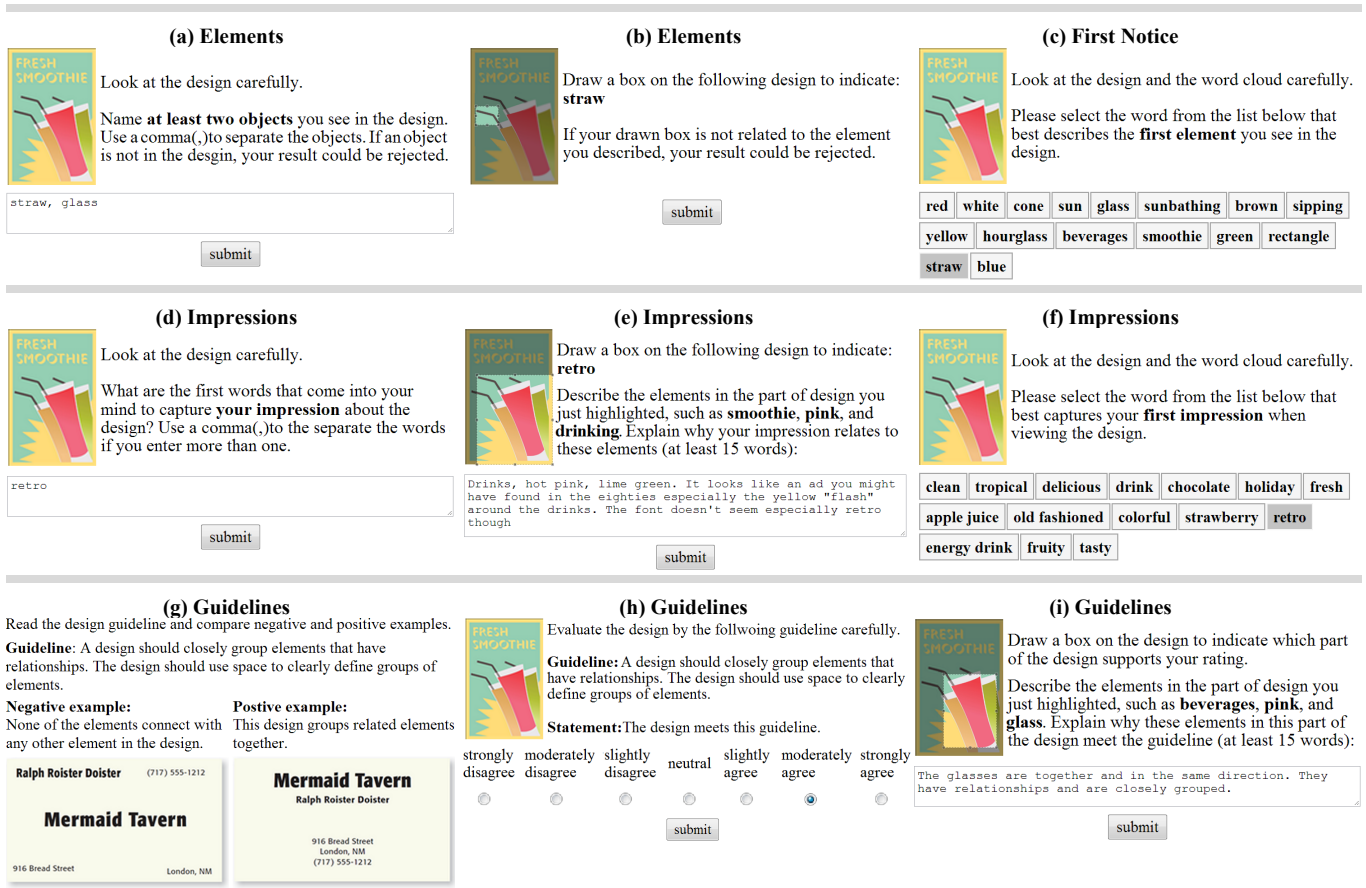 (a) Elements
FRESH
SMOOTHIE
Look at the design carefully.
Name at least two objects you see in the design.
Use a comma(,)to separate the objects. If an object
is not in the desgin, your result could be rejected.
straw, glass
submit
(b) Elements
FRESH
SMOOTHIE
Draw a box on the following design to indicate:
straw
If your drawn box is not related to the element
you described, your result could be rejected.
submit
(c) First Notice
FRESH
SMOOTHIE
Look at the design and the word cloud carefully.
Please select the word from the list below that
best describes the first element you see in the
design.
red white cone sun glass sunbathing brown sipping
yellow hourglass beverages smoothie green rectangle
straw blue
(d) Impressions
FRESH
SMOOTHIE
Look at the design carefully.
What are the first words that come into your
mind to capture your impression about the
design? Use a comma(,)to the separate the words
if you enter more than one.
retro
submit
(e) Impressions
FRESH
SMOOTHIE
Draw a box on the following design to indicate:
retro
Describe the elements in the part of design you
just highlighted, such as smoothie, pink, and
drinking. Explain why your impression relates to
these elements (at least 15 words):
Drinks, hot pink, lime green. It looks like an ad you might
have found in the eighties especially the yellow "flash"
around the drinks. The font doesn't seem especially retro
though
submit
(f) Impressions
FRESH
SMOOTHIE
Look at the design and the word cloud carefully.
Please select the word from the list below that
best captures your first impression when
viewing the design.
clean tropical delicious drink chocolate holiday fresh
apple juice old fashioned colorful strawberry retro
energy drink fruity tasty
(g) Guidelines
Read the design guideline and compare negative and positive examples.
Guideline: A design should closely group elements that have
relationships. The design should use space to clearly define groups of
elements.
Negative example:
None of the elements connect with
any other element in the design.
Postive example:
This design groups related elements
together.
Ralph Roister Doister (717) 555-1212
Mermaid Tavern
916 Bread Street London, NM
Mermaid Tavern
Ralph Roister Doister
916 Bread Street
London, NM
(717) 555-1212
(h) Guidelines
FRESH
SMOOTHIE
Evaluate the design by the follwoing guideline carefully.
Guideline: A design should closely group elements that
have relationships. The design should use space to clearly
define groups of elements.
Statement:The design meets this guideline.
strongly moderately slightly neutral slightly moderately strongly
disagree disagree disagree agree agree agree
submit
(i) Guidelines
FRESH
SMOOTHIE
Draw a box on the design to indicate which part
of the design supports your rating.
Describe the elements in the part of design you
just highlighted, such as beverages, pink, and
glass. Explain why these elements in this part of
the design meet the guideline (at least 15 words):
The glasses are together and in the same direction. They
have relationships and are closely grouped.
submit